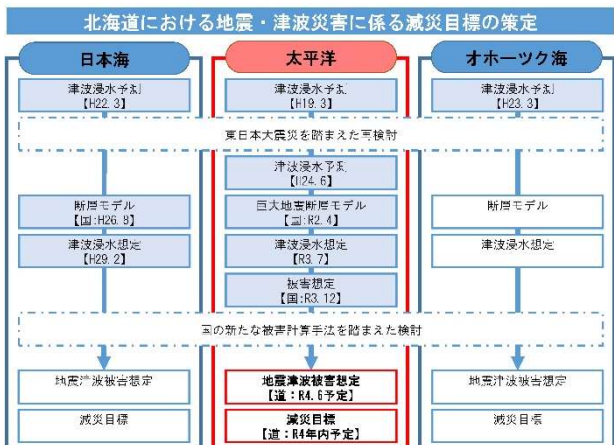 北海道における地震・津波災害に係る減災目標の策定
日本海
太平洋
オホーツク海
津波浸水予測
【H22.3】
津波浸水予測
【H19.3】
津波浸水予測
【H23.3】
東日本大震災を踏まえた再検討
津波浸水予測
【H24.6】
断層モデル
【国:H26.9】
巨大地震断層モデル
【国:R2.4】
断層モデル
津波浸水想定
【H29.2】
津波浸水想定
【R3.7】
津波浸水想定
被害想定
【国:R3.12】
国の新たな被害計算手法を踏まえた検討
地震津波被害想定
地震津波被害想定
【道：R4.6予定】
地震津波被害想定
減災目標
減災目標
【道：R4年内予定】
減災目標